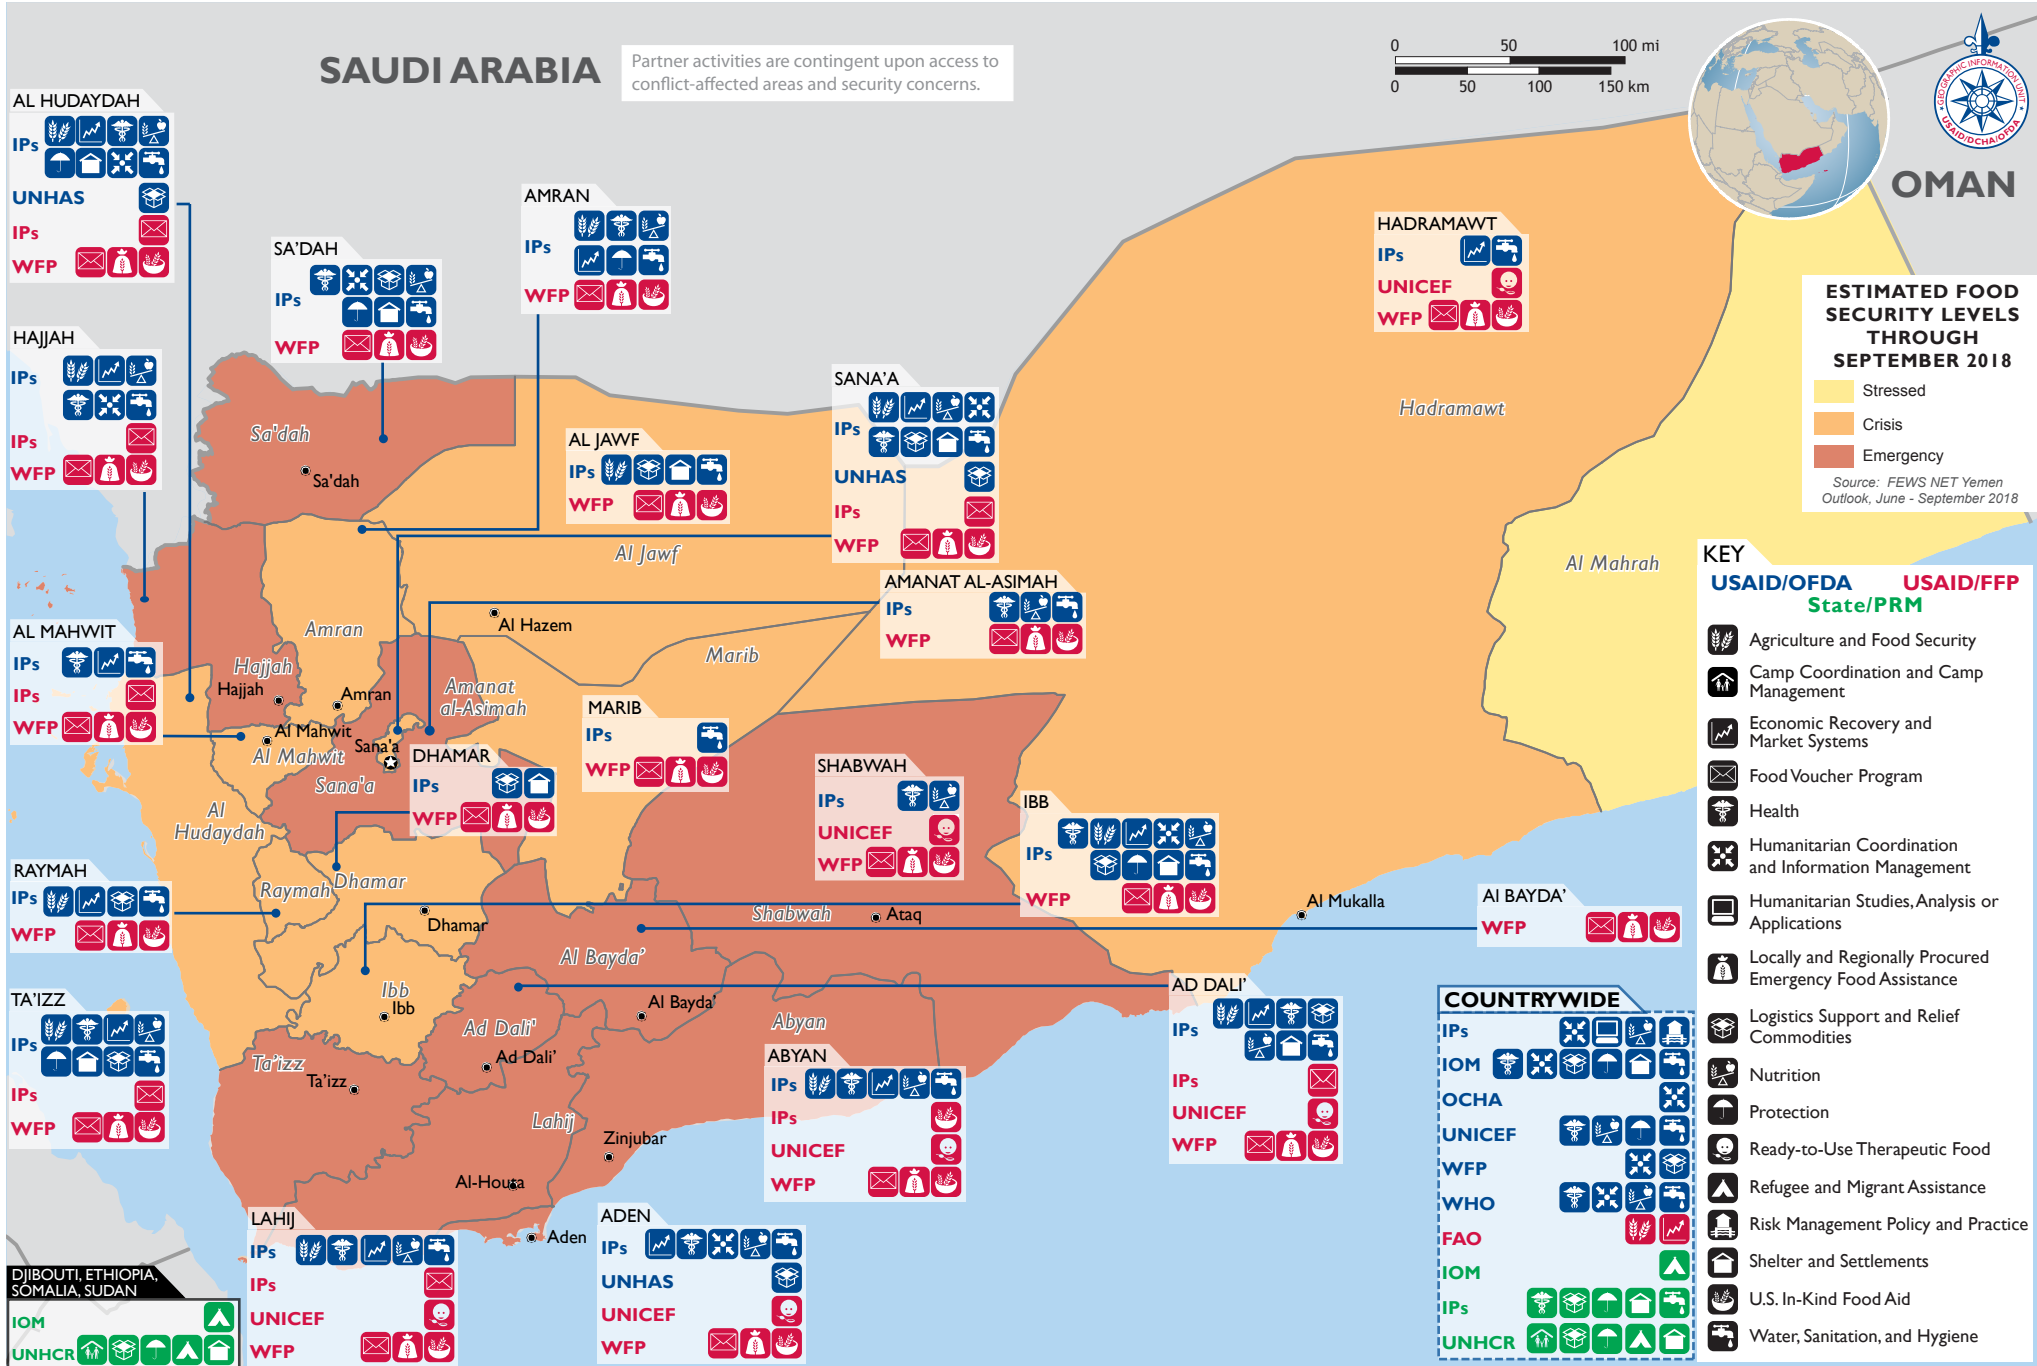 SAUDI ARABIA
Partner activities are contingent upon access to
conflict-affected areas and security concerns.
0 50 100 mi
0 50 100 150 km
GEOGRAPHIC INFORMATION UNIT
USAID/DCHA/OFDA
OMAN
AL HUDAYDAH
IPs
UNHAS
IPs
WFP
HAJJAH
IPs
IPs
WFP
AL MAHWIT
IPs
IPs
WFP
RAYMAH
IPs
WFP
TA'IZZ
IPs
IPs
WFP
SA'DAH
IPs
WFP
AMRAN
IPs
WFP
AL JAWF
IPs
WFP
SANA'A
IPs
UNHAS
IPs
WFP
AMANAT AL-ASIMAH
IPs
WFP
HADRAMAWT
IPs
UNICEF
WFP
MARIB
IPs
WFP
DHAMAR
IPs
WFP
SHABWAH
IPs
UNICEF
WFP
IBB
IPs
WFP
Al BAYDA'
WFP
AD DALI'
IPs
IPs
UNICEF
WFP
ABYAN
IPs
IPs
UNICEF
WFP
LAHIJ
IPs
IPs
UNICEF
WFP
ADEN
IPs
UNHAS
UNICEF
WFP
DJIBOUTI, ETHIOPIA,
SOMALIA, SUDAN
IOM
UNHCR
COUNTRYWIDE
IPs
IOM
OCHA
UNICEF
WFP
WHO
FAO
IOM
IPs
UNHCR
Sa'dah
Sa'dah
Hadramawt
Al Jawf
Al Mahrah
Amran
Al Hazem
Marib
Hajjah
Hajjah
Amran
Amanat
al-Asimah
Al Mahwit
Al Mahwit
Sana'a
Sana'a
Al
Hudaydah
Raymah
Dhamar
Dhamar
Shabwah
Ataq
Al Mukalla
Al Bayda'
Al Bayda'
Ibb
Ibb
Ad Dali'
Ad Dali'
Abyan
Ta'izz
Ta'izz
Lahij
Zinjubar
Al-Houta
Aden
ESTIMATED FOOD
SECURITY LEVELS
THROUGH
SEPTEMBER 2018
Stressed
Crisis
Emergency
Source: FEWS NET Yemen
Outlook, June - September 2018
KEY
USAID/OFDA USAID/FFP
State/PRM
Agriculture and Food Security
Camp Coordination and Camp
Management
Economic Recovery and
Market Systems
Food Voucher Program
Health
Humanitarian Coordination
and Information Management
Humanitarian Studies, Analysis or
Applications
Locally and Regionally Procured
Emergency Food Assistance
Logistics Support and Relief
Commodities
Nutrition
Protection
Ready-to-Use Therapeutic Food
Refugee and Migrant Assistance
Risk Management Policy and Practice
Shelter and Settlements
U.S. In-Kind Food Aid
Water, Sanitation, and Hygiene